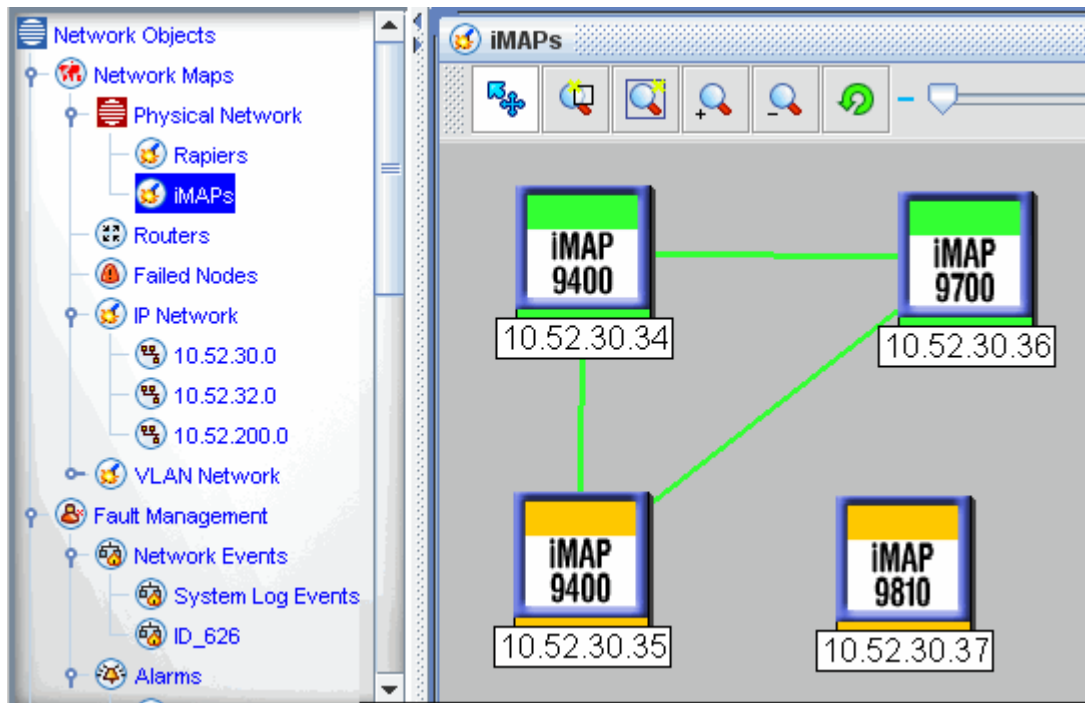 Network Objects
Network Maps
Physical Network
Rapiers
iMAPs
Routers
Failed Nodes
IP Network
10.52.30.0
10.52.32.0
10.52.200.0
VLAN Network
Fault Management
Network Events
System Log Events
ID_626
Alarms
iMAPs
iMAP
9400
10.52.30.34
iMAP
9700
10.52.30.36
iMAP
9400
10.52.30.35
iMAP
9810
10.52.30.37